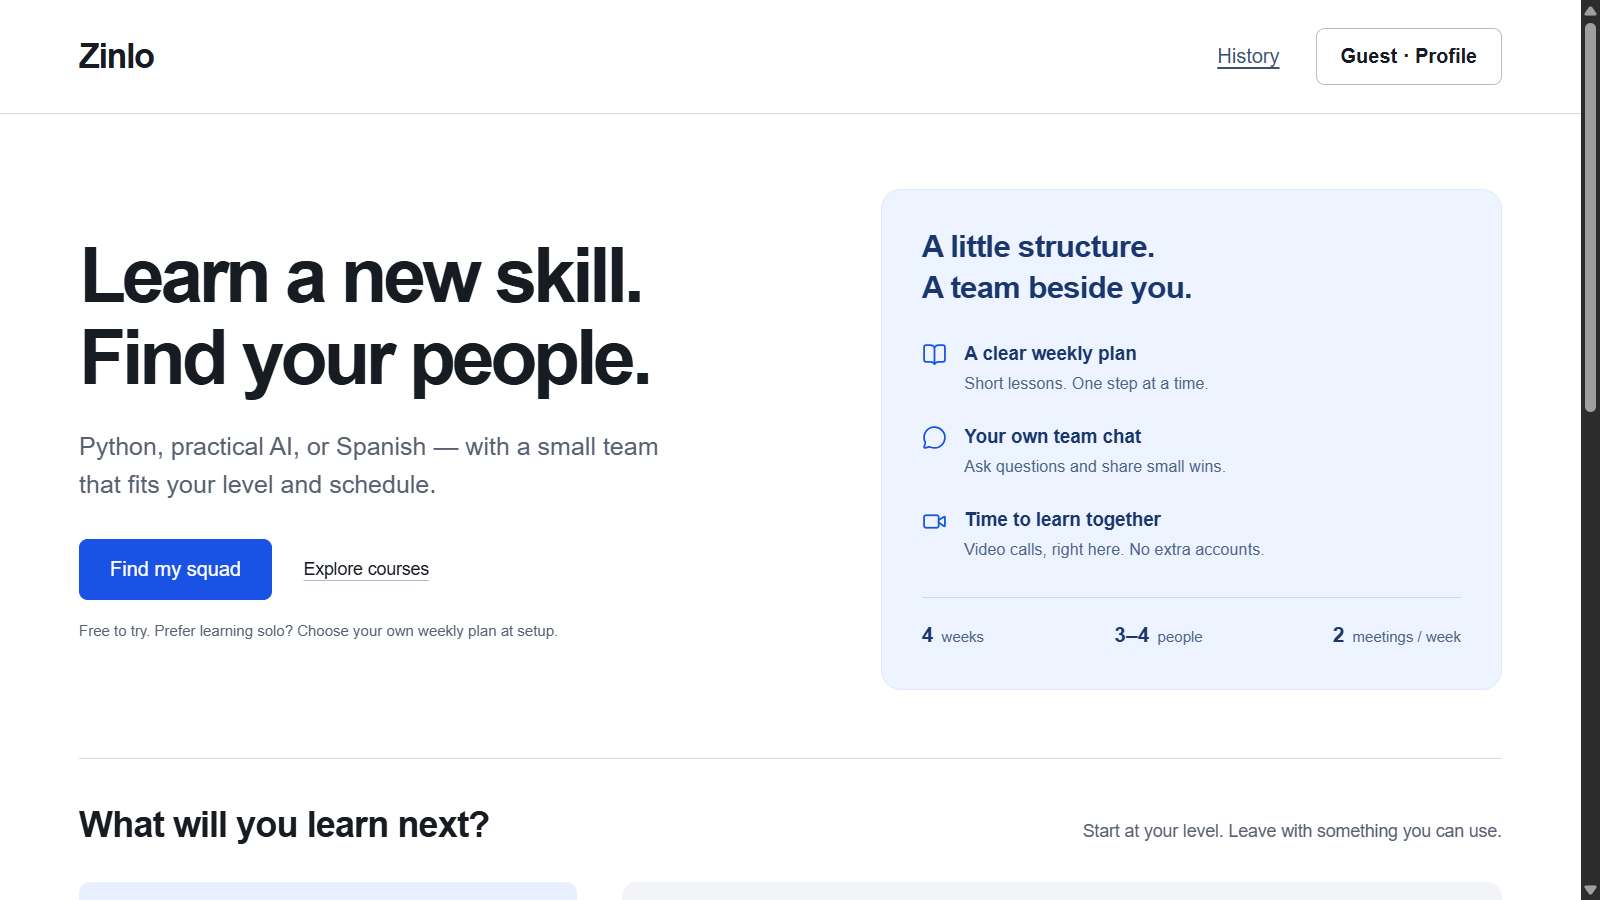 Zinlo
History
Guest · Profile
Learn a new skill.
Find your people.
Python, practical AI, or Spanish — with a small team
that fits your level and schedule.
Find my squad
Explore courses
Free to try. Prefer learning solo? Choose your own weekly plan at setup.
A little structure.
A team beside you.
A clear weekly plan
Short lessons. One step at a time.
Your own team chat
Ask questions and share small wins.
Time to learn together
Video calls, right here. No extra accounts.
4 weeks
3–4 people
2 meetings / week
What will you learn next?
Start at your level. Leave with something you can use.